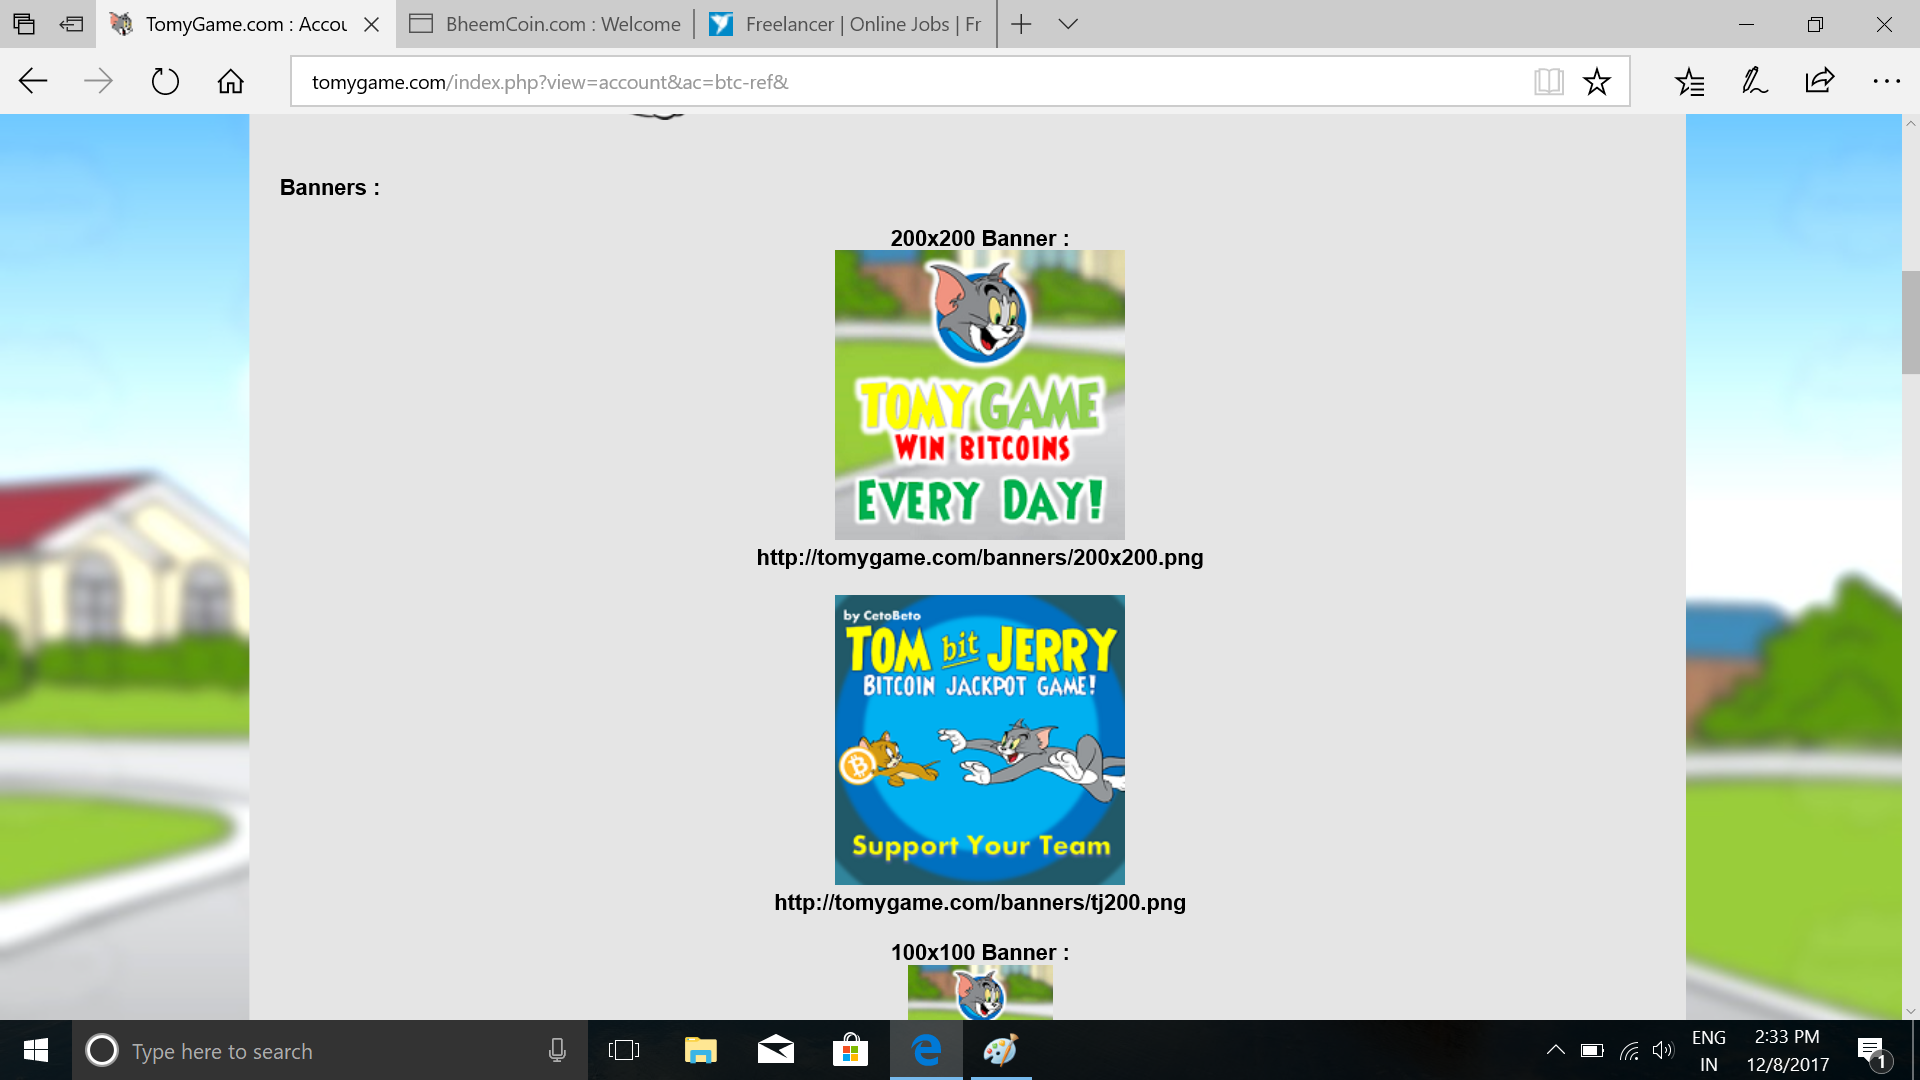 TomyGame.com : Accou
BheemCoin.com : Welcome
Freelancer | Online Jobs | Fr
tomygame.com/index.php?view=account&ac=btc-ref&
Banners :
200x200 Banner :
TOMY GAME
WIN BITCOINS
EVERY DAY!
http://tomygame.com/banners/200x200.png
by CetoBeto
TOM bit JERRY
BITCOIN JACKPOT GAME!
Support Your Team
http://tomygame.com/banners/tj200.png
100x100 Banner :
Type here to search
ENG
IN
2:33 PM
12/8/2017
1